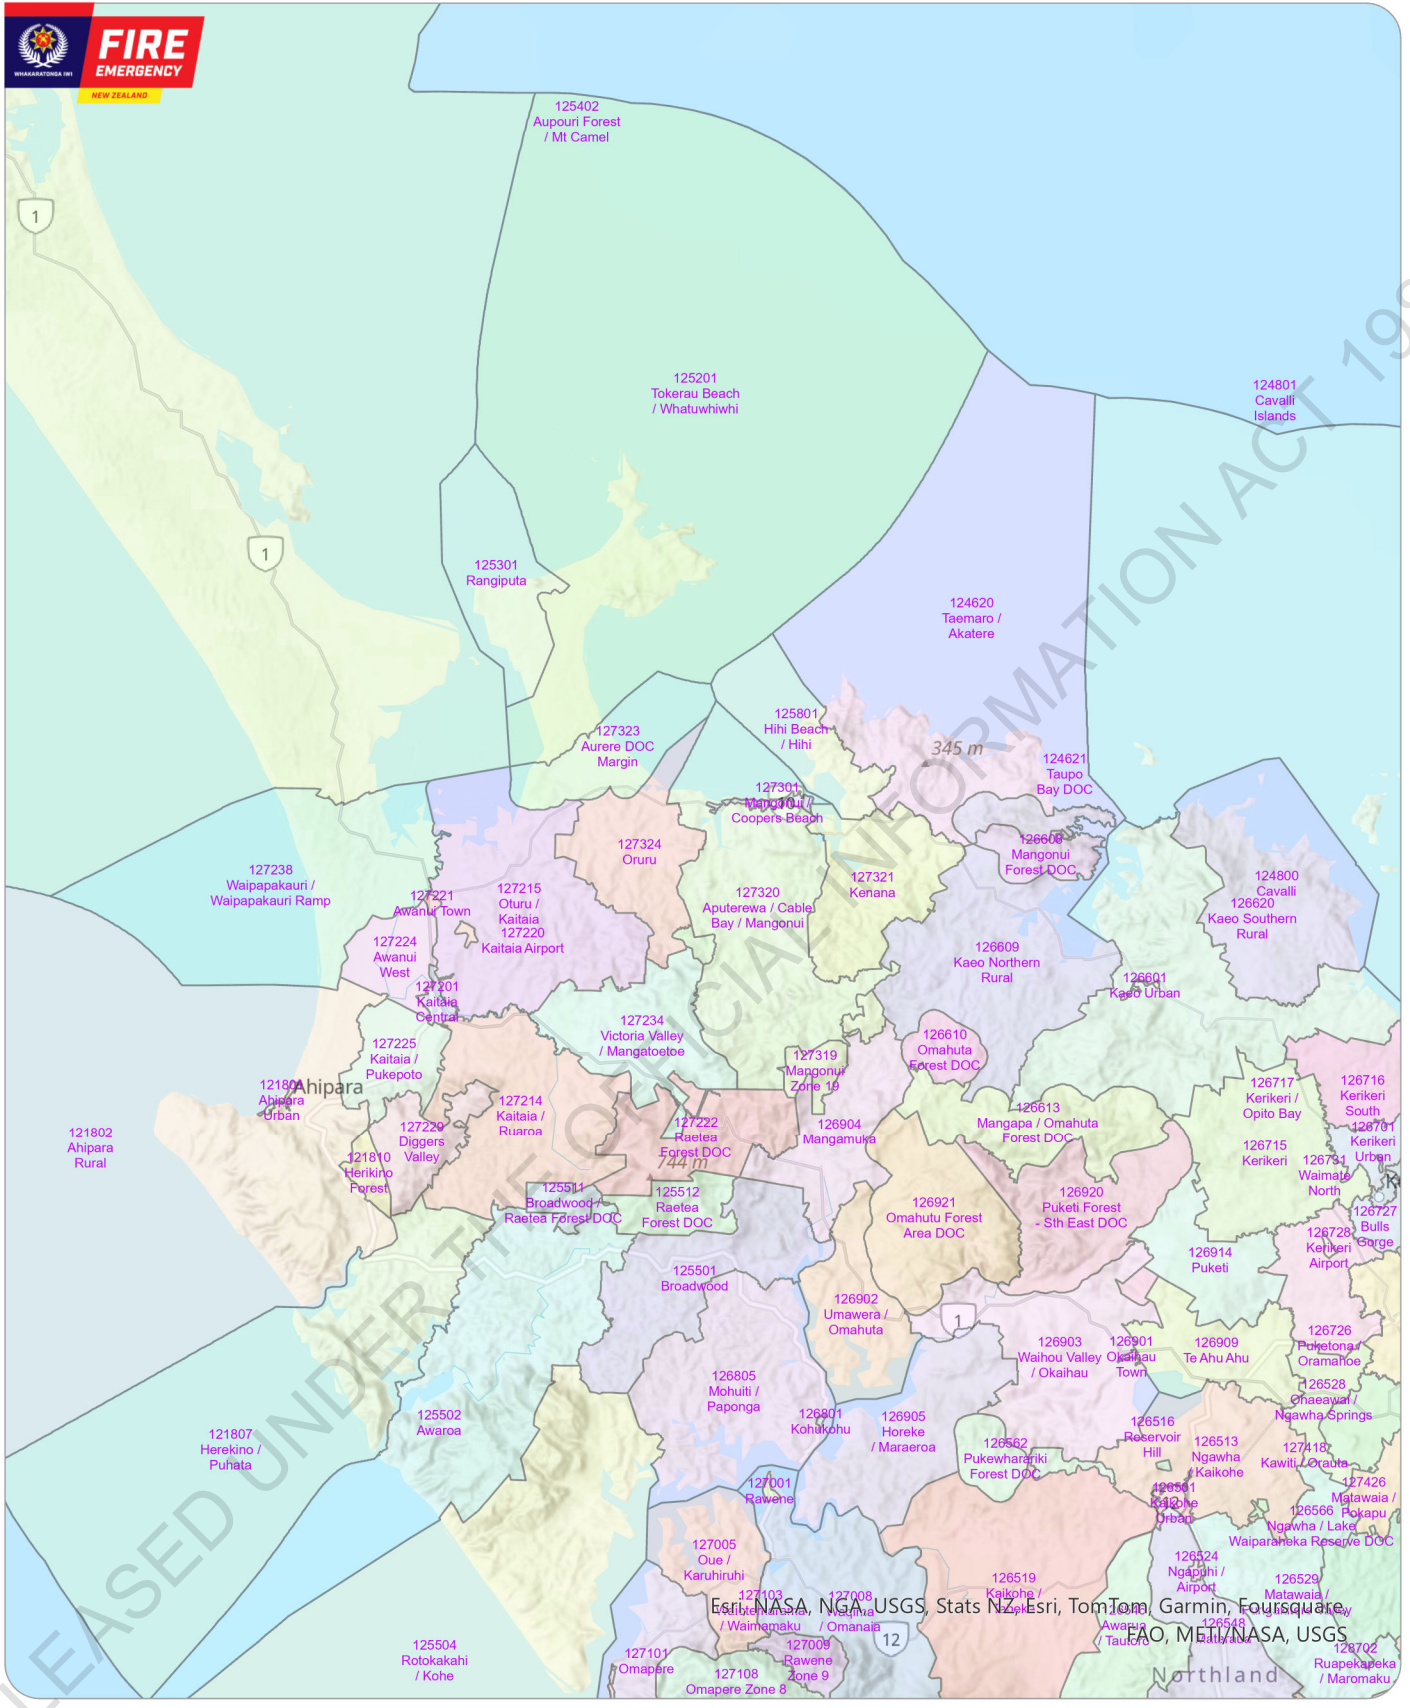 WHAKARATONGA IWI
FIRE
EMERGENCY
NEW ZEALAND
125402
Aupouri Forest
/ Mt Camel
1
125201
Tokerau Beach
/ Whatuwhiwhi
124801
Cavalli
Islands
1
125301
Rangiputa
124620
Taemaro /
Akatere
125801
Hihi Beach
/ Hihi
127323
Aurere DOC
Margin
345 m
124621
Taupo
Bay DOC
127301
Mangonui /
Coopers Beach
127324
Oruru
126608
Mangonui
Forest DOC
127238
Waipapakauri /
Waipapakauri Ramp
127221
Awanui Town
127215
Oturu /
Kaitaia
127220
Kaitaia Airport
127320
Aputerewa / Cable
Bay / Mangonui
127321
Kenana
124800
Cavalli
126620
Kaeo Southern
Rural
127224
Awanui
West
126609
Kaeo Northern
Rural
126601
Kaeo Urban
127201
Kaitaia
Central
127234
Victoria Valley
/ Mangatoetoe
127225
Kaitaia /
Pukepoto
127319
Mangonui
Zone 19
126610
Omahuta
Forest DOC
Ahipara
Ahipara
Urban
127214
Kaitaia /
Ruaroa
126717
Kerikeri /
Opito Bay
126716
Kerikeri
South
121802
Ahipara
Rural
127229
Diggers
Valley
127222
Raetea
Forest DOC
744 m
126904
Mangamuka
126613
Mangapa / Omahuta
Forest DOC
126715
Kerikeri
126701
Kerikeri
Urban
121810
Herikino
Forest
126731
Waimate
North
125511
Broadwood /
Raetea Forest DOC
125512
Raetea
Forest DOC
126921
Omahutu Forest
Area DOC
126920
Puketi Forest
- Sth East DOC
126727
Bulls
Gorge
126728
Kerikeri
Airport
126914
Puketi
125501
Broadwood
126902
Umawera /
Omahuta
1
126903
Waihou Valley
/ Okaihau
126901
Okaihau
Town
126909
Te Ahu Ahu
126726
Puketona /
Oramahoe
126805
Mohuiti /
Paponga
126528
Ohaeawai /
Ngawha Springs
125502
Awaroa
126801
Kohukohu
126905
Horeke
/ Maraeroa
126516
Reservoir
Hill
121807
Herekino /
Puhata
126562
Pukewharariki
Forest DOC
126513
Ngawha
/ Kaikohe
127418
Kawiti / Orauta
127001
Rawene
Kaikohe
Urban
127426
Matawaia /
Pokapu
126566
Ngawha / Lake
Waiparaheka Reserve DOC
127005
Oue /
Karuhiruhi
126524
Ngapuhi /
Airport
126519
Kaikohe /
126529
Matawaia /
127103
/ Waimamaku
127008
/ Omanaia
Esri, NASA, NGA, USGS, Stats NZ, Esri, TomTom, Garmin, Foursquare,
FAO, METI/NASA, USGS
Awarua
/ Tautoro
126548
12
125504
Rotokakahi
/ Kohe
127101
Omapere
127009
Rawene
Zone 9
127108
Omapere Zone 8
126702
Ruapekapeka
/ Maromaku
Northland
LEASED UNDER THE OFFICIAL INFORMATION ACT 19